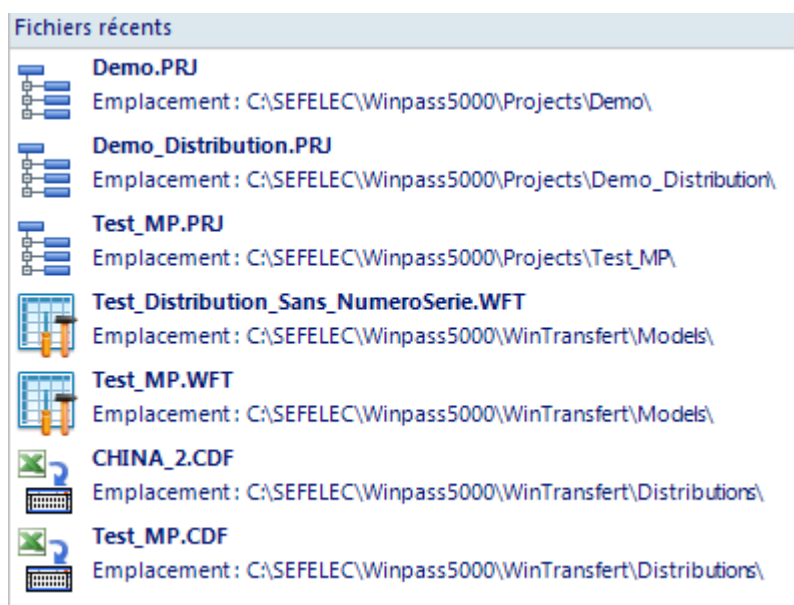 Fichiers récents
Demo.PRJ
Emplacement : C:\SEFELEC\Winpass5000\Projects\Demo\
Demo_Distribution.PRJ
Emplacement : C:\SEFELEC\Winpass5000\Projects\Demo_Distribution\
Test_MP.PRJ
Emplacement : C:\SEFELEC\Winpass5000\Projects\Test_MP\
Test_Distribution_Sans_NumeroSerie.WFT
Emplacement : C:\SEFELEC\Winpass5000\WinTransfert\Models\
Test_MP.WFT
Emplacement : C:\SEFELEC\Winpass5000\WinTransfert\Models\
CHINA_2.CDF
Emplacement : C:\SEFELEC\Winpass5000\WinTransfert\Distributions\
Test_MP.CDF
Emplacement : C:\SEFELEC\Winpass5000\WinTransfert\Distributions\